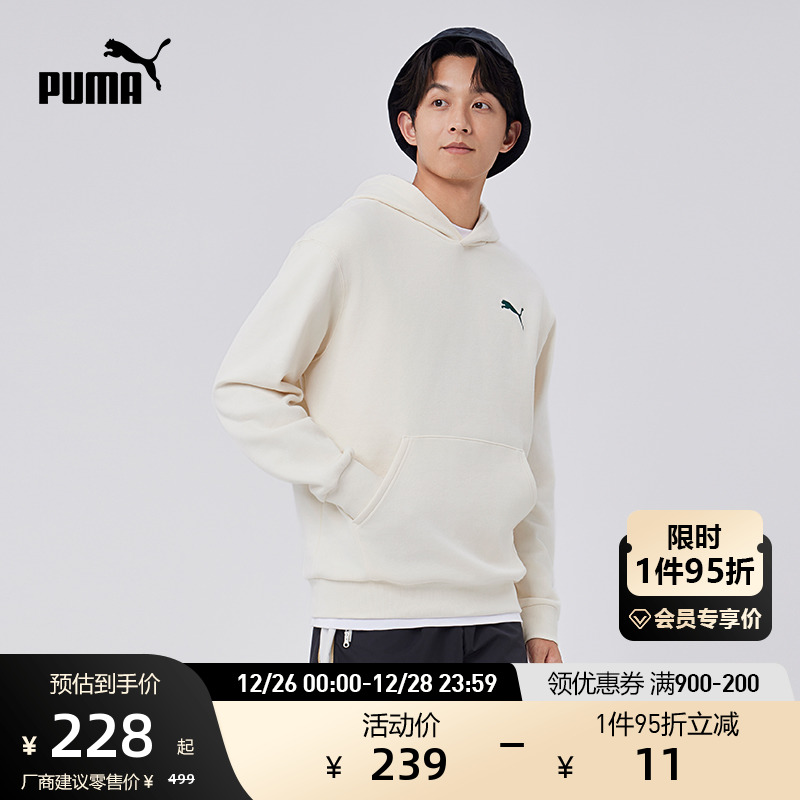 PUMA
限时
1件95折
会员专享价
预估到手价
12/26 00:00-12/28 23:59
领优惠券 满900-200
¥ 228 起
厂商建议零售价¥ 499
活动价
¥ 239
－
1件95折立减
¥ 11